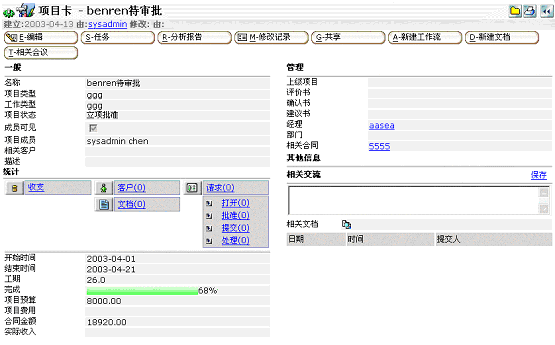 项目卡 - benren待审批
建立:2003-04-13 由:sysadmin 修改: 由:
E-编辑 S-任务 R-分析报告 M-修改记录 G-共享 A-新建工作流 D-新建文档
T-相关会议
一般
名称 benren待审批
项目类型 ggg
工作类型 ggg
项目状态 立项批准
成员可见
项目成员 sysadmin chen
相关客户
描述
统计
收支 客户(0) 请求(0)
文档(0) 打开(0)
批准(0)
提交(0)
处理(0)
开始时间 2003-04-01
结束时间 2003-04-21
工期 26.0
完成 68%
项目预算 8000.00
项目费用
合同金额 18920.00
实际收入
管理
上级项目
评价书
确认书
建议书
经理 aasea
部门
相关合同 5555
其他信息
相关交流 保存
相关文档
日期 时间 提交人